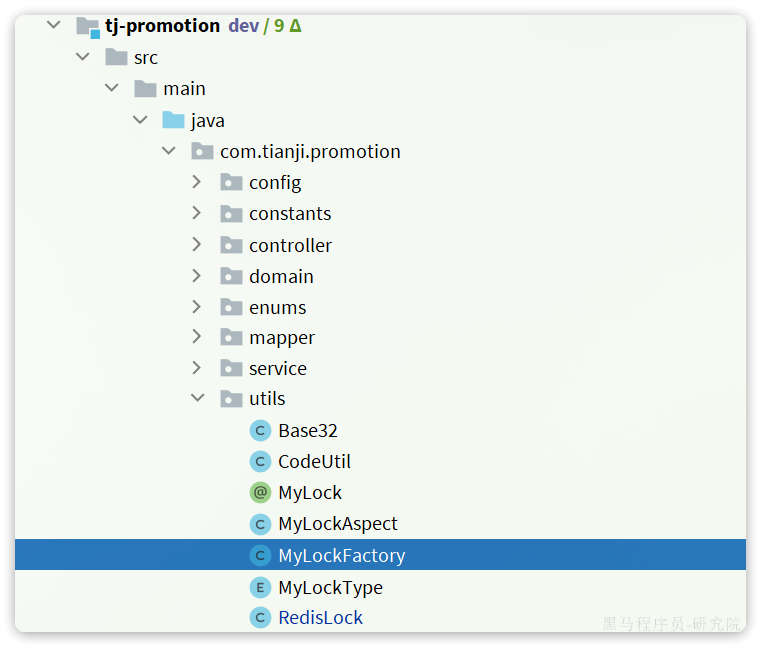 tj-promotion dev / 9 Δ
src
main
java
com.tianji.promotion
config
constants
controller
domain
enums
mapper
service
utils
C Base32
C CodeUtil
@ MyLock
C MyLockAspect
C MyLockFactory
E MyLockType
C RedisLock
黑马程序员-研究院